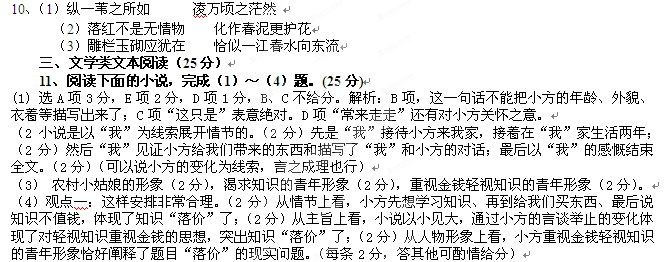 10、（1）纵一苇之所如 凌万顷之茫然
（2）落红不是无情物 化作春泥更护花
（3）雕栏玉砌应犹在 恰似一江春水向东流
三、文学类文本阅读（25分）
11、阅读下面的小说，完成（1）～（4）题。(25分)
(1) 选A项3分，E项2分，D项1分，B、C不给分。解析：B项，这一句话不能把小方的年龄、外貌、
衣着等描写出来了；C项“这只是”表意绝对。D项“常来走走”还有对小方关怀之意。
（2 小说是以“我”为线索展开情节的。（2分）先是“我”接待小方来我家，接着在“我”家生活两年；
（2分）然后“我”见证小方给我们带来的东西和描写了“我”和小方的对话；最后以“我”的感慨结束
全文。（2分）（可以说小方的变化为线索，言之成理也行）
（3） 农村小姑娘的形象（2分），渴求知识的青年形象（2分），重视金钱轻视知识的青年形象（2分）。
（4）观点一：这样安排非常合理。（2分）从情节上看，小方先想学习知识、再到给我们买东西、最后说
知识不值钱，体现了知识“落价”了；（2分）从主旨上看，小说以小见大，通过小方的言谈举止的变化体
现了对轻视知识重视金钱的思想，突出知识“落价”了；（2分）从人物形象上看，小方重视金钱轻视知识
的青年形象恰好阐释了题目“落价”的现实问题。（每条2分，答其他可酌情给分）